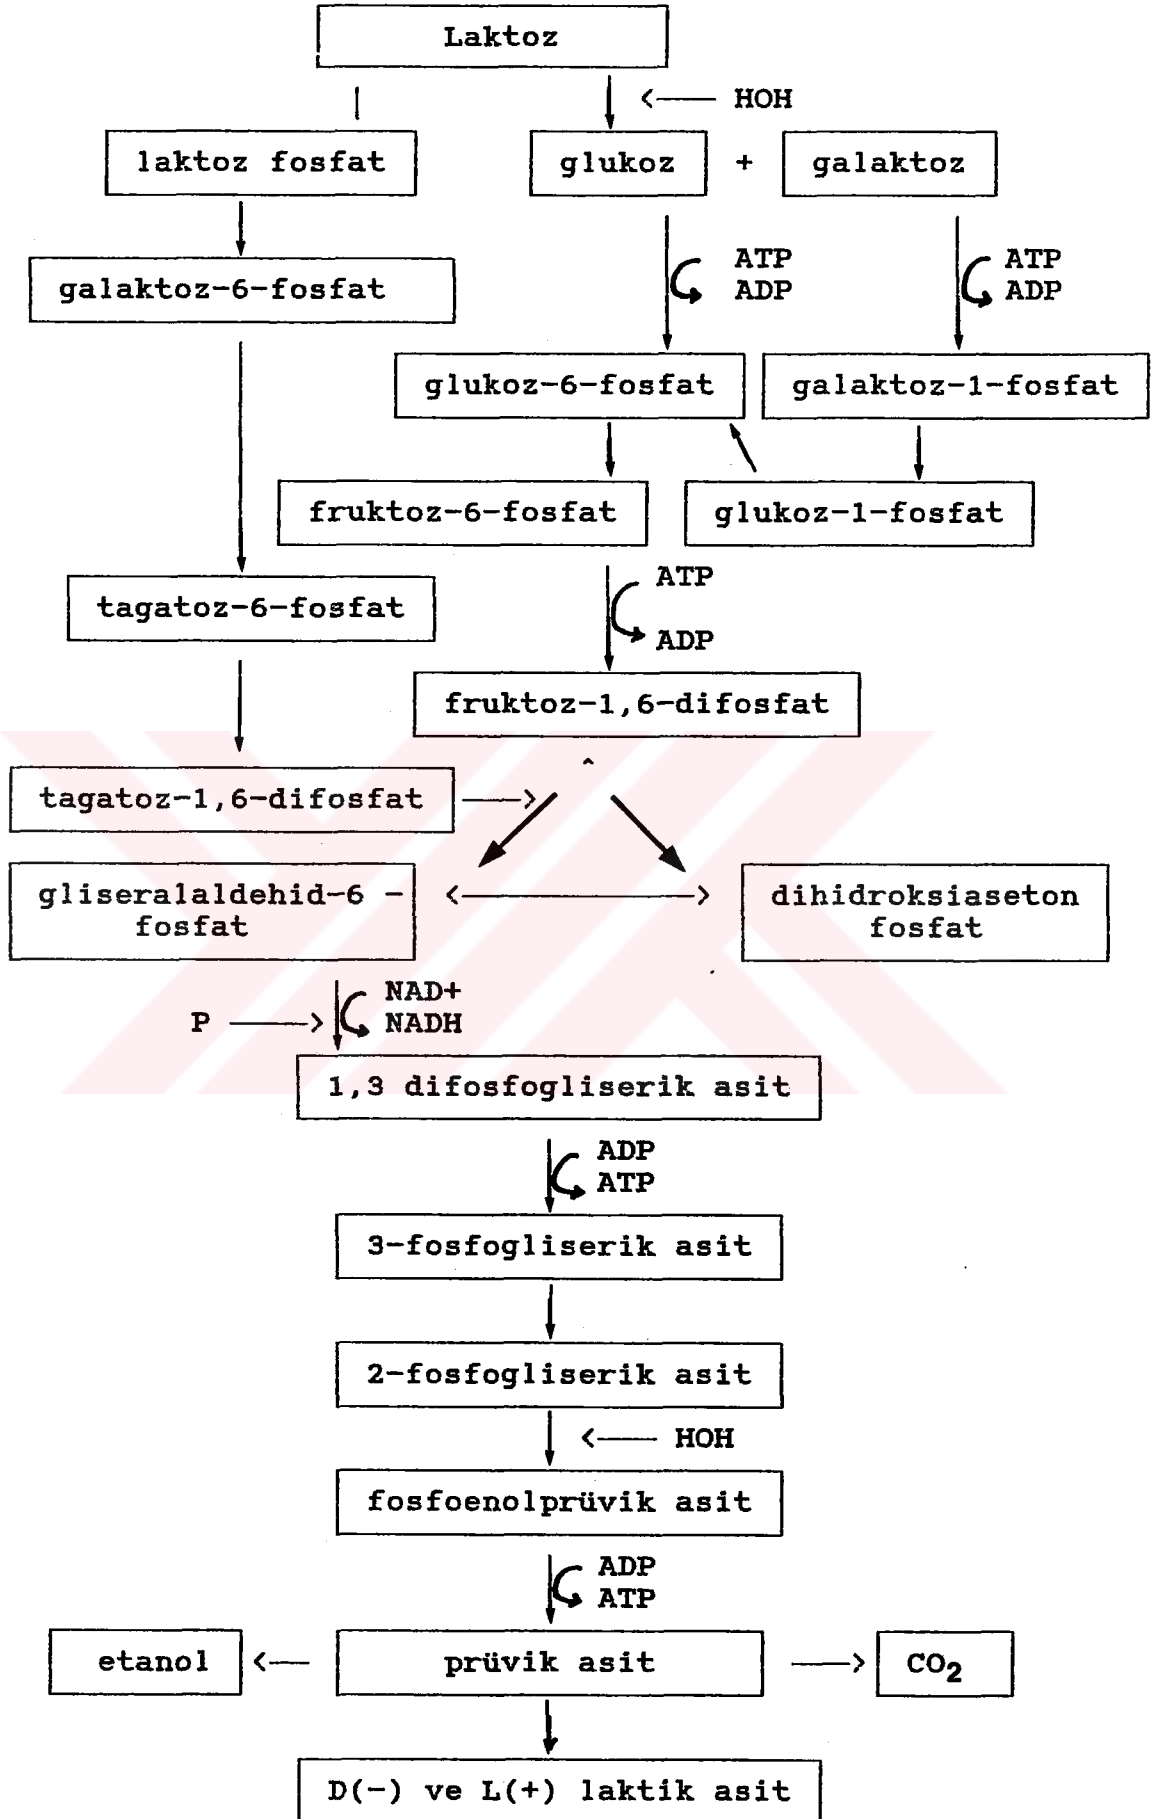 Laktoz
<—— HOH
laktoz fosfat
glukoz + galaktoz
ATP
ADP
ATP
ADP
galaktoz-6-fosfat
glukoz-6-fosfat
galaktoz-1-fosfat
fruktoz-6-fosfat
glukoz-1-fosfat
ATP
ADP
tagatoz-6-fosfat
fruktoz-1,6-difosfat
tagatoz-1,6-difosfat
gliseralaldehid-6 -
fosfat
dihidroksiaseton
fosfat
NAD+
P
NADH
1,3 difosfogliserik asit
ADP
ATP
3-fosfogliserik asit
2-fosfogliserik asit
<—— HOH
fosfoenolprüvik asit
ADP
ATP
etanol
prüvik asit
CO2
D(-) ve L(+) laktik asit